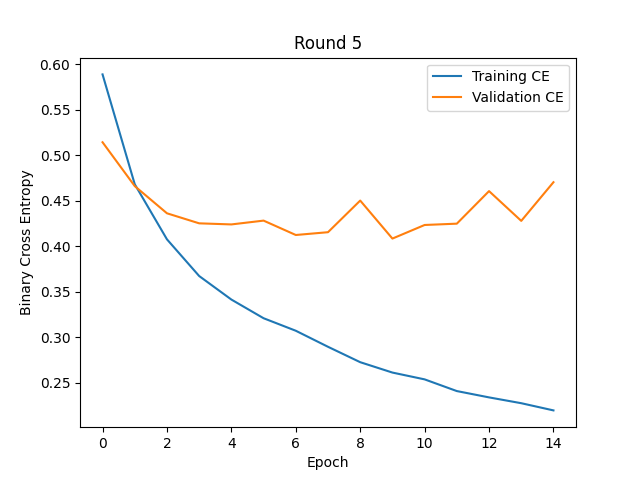 Round 5
Training CE
Validation CE
Binary Cross Entropy
0.60
0.55
0.50
0.45
0.40
0.35
0.30
0.25
0 2 4 6 8 10 12 14
Epoch